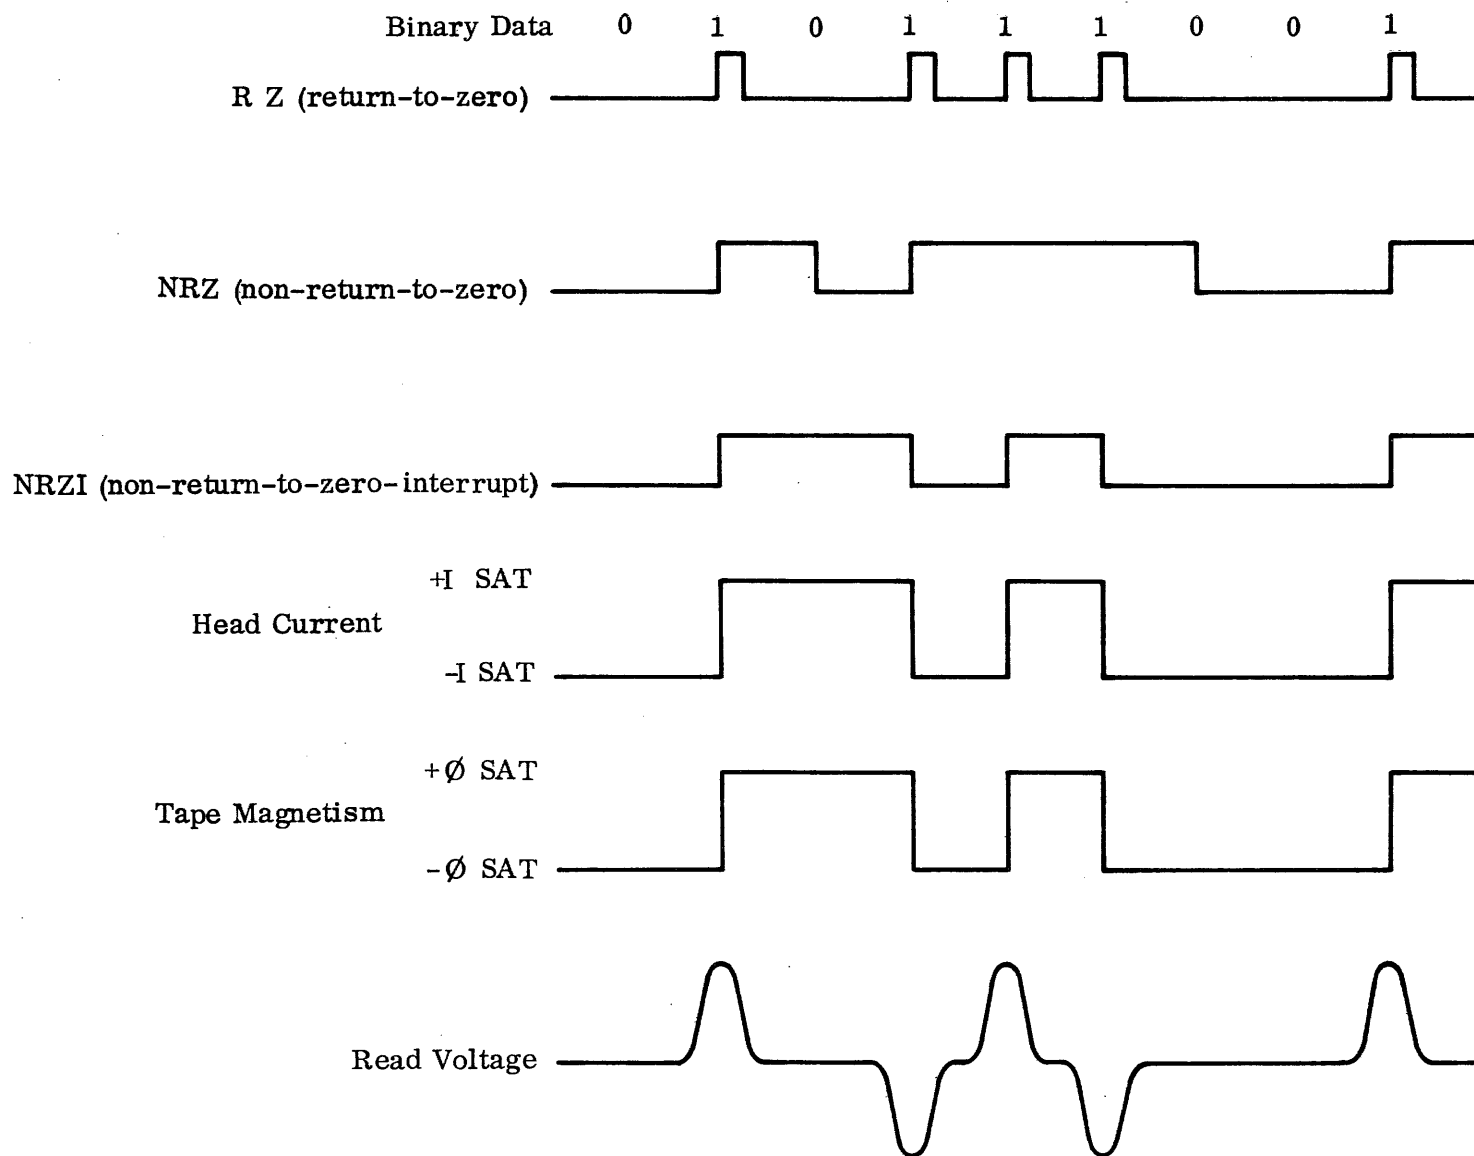 Binary Data 0 1 0 1 1 1 0 0 1
R Z (return-to-zero)
NRZ (non-return-to-zero)
NRZI (non-return-to-zero-interrupt)
+I SAT
Head Current
-I SAT
+Ø SAT
Tape Magnetism
-Ø SAT
Read Voltage